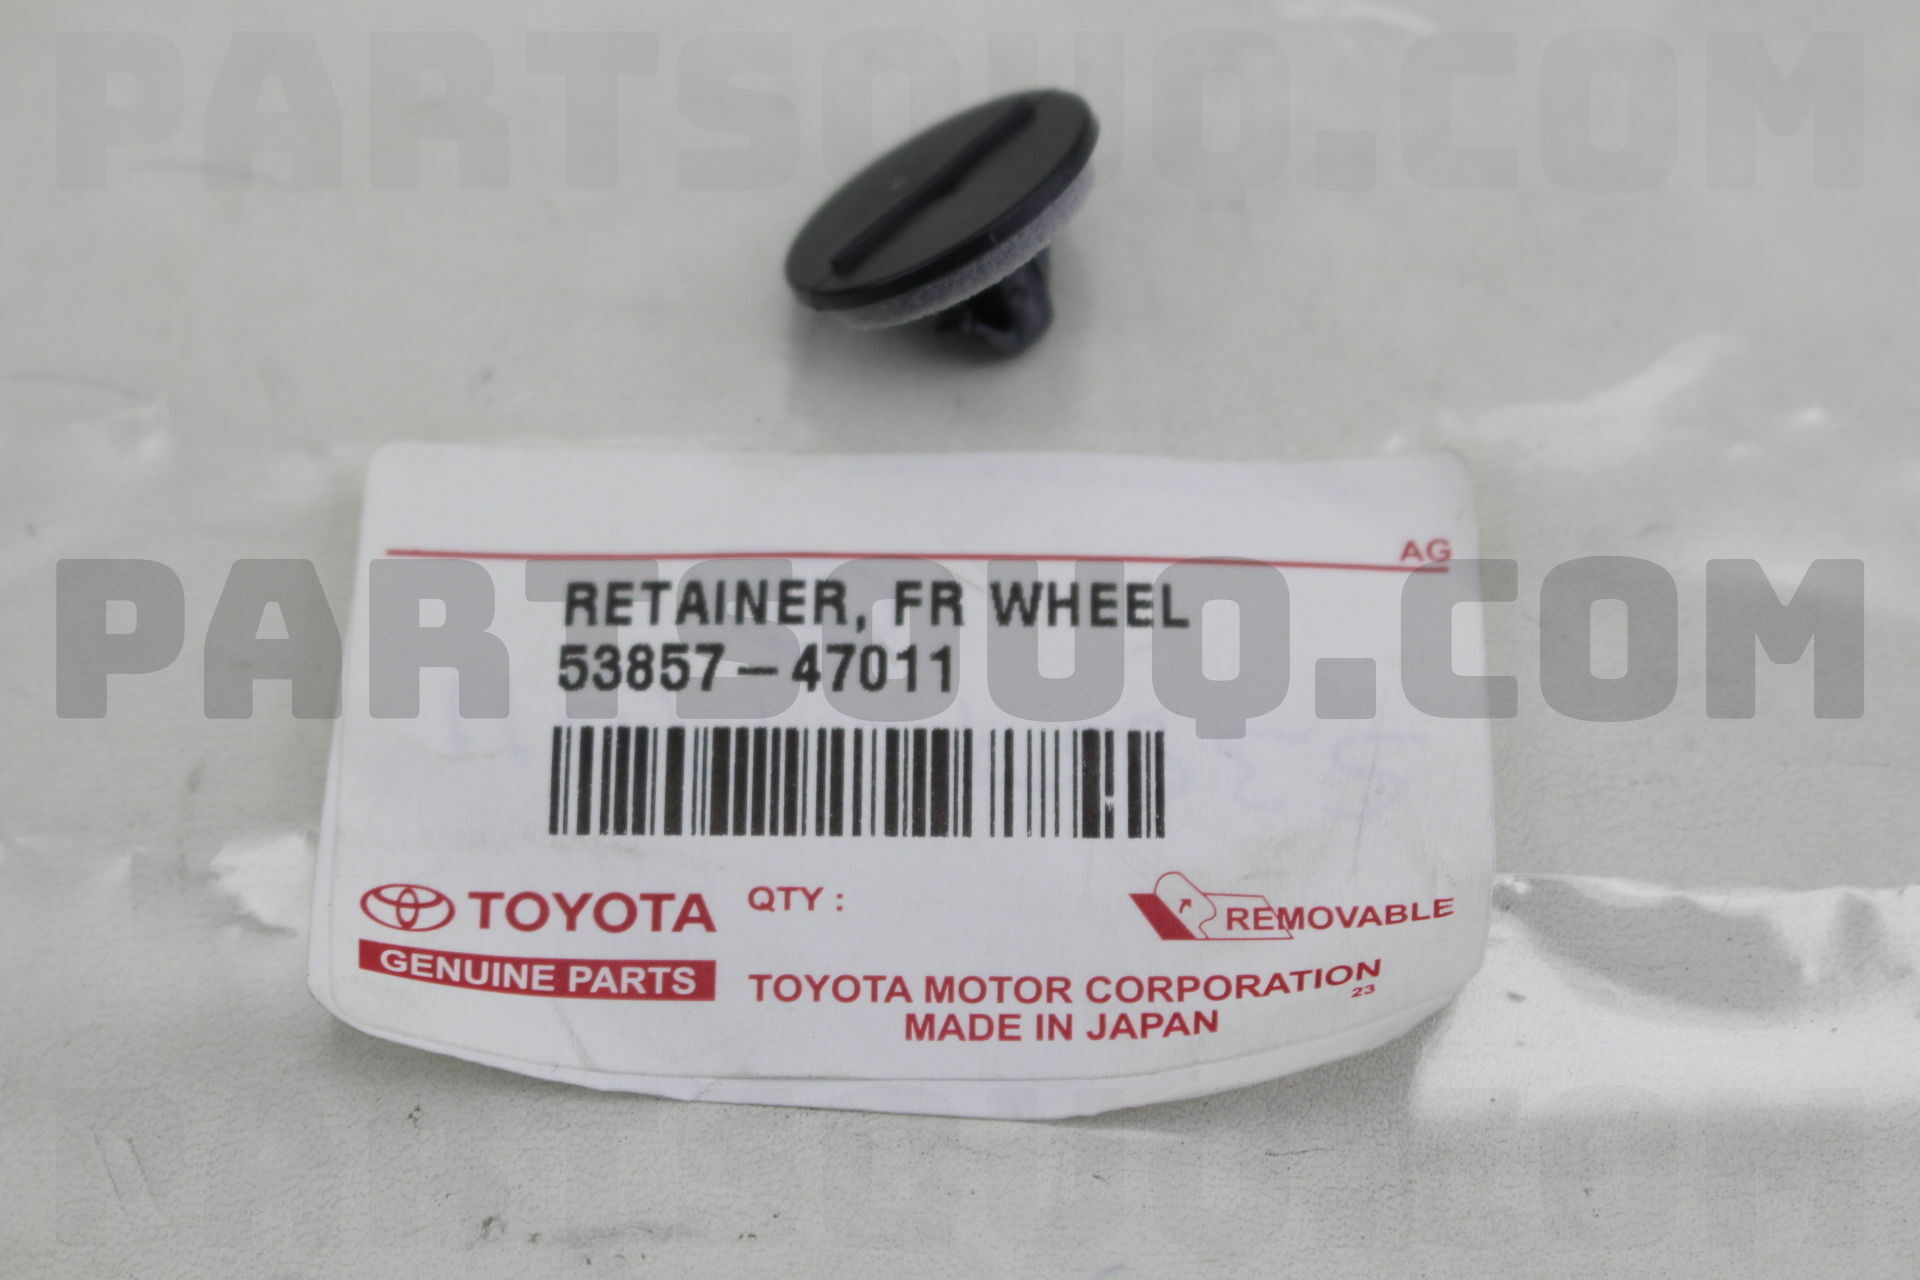 PARTSOUQ.COM
AG
RETAINER, FR WHEEL
53857-47011
PARTSOUQ.COM
TOYOTA
QTY :
REMOVABLE
GENUINE PARTS
TOYOTA MOTOR CORPORATION
23
MADE IN JAPAN